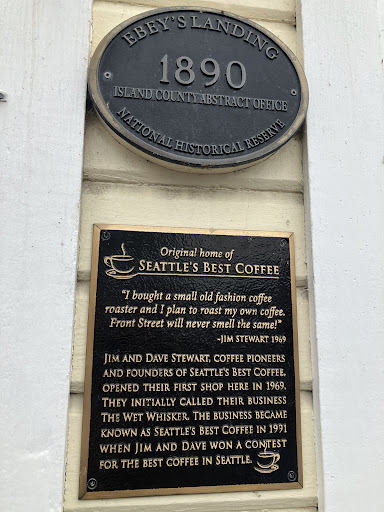 EBEY'S LANDING
1890
ISLAND COUNTY ABSTRACT OFFICE
NATIONAL HISTORICAL RESERVE
Original home of
SEATTLE'S BEST COFFEE
"I bought a small old fashion coffee
roaster and I plan to roast my own coffee.
Front Street will never smell the same!"
-JIM STEWART 1969
JIM AND DAVE STEWART, COFFEE PIONEERS
AND FOUNDERS OF SEATTLE'S BEST COFFEE,
OPENED THEIR FIRST SHOP HERE IN 1969.
THEY INITIALLY CALLED THEIR BUSINESS
THE WET WHISKER. THE BUSINESS BECAME
KNOWN AS SEATTLE'S BEST COFFEE IN 1991
WHEN JIM AND DAVE WON A CONTEST
FOR THE BEST COFFEE IN SEATTLE.